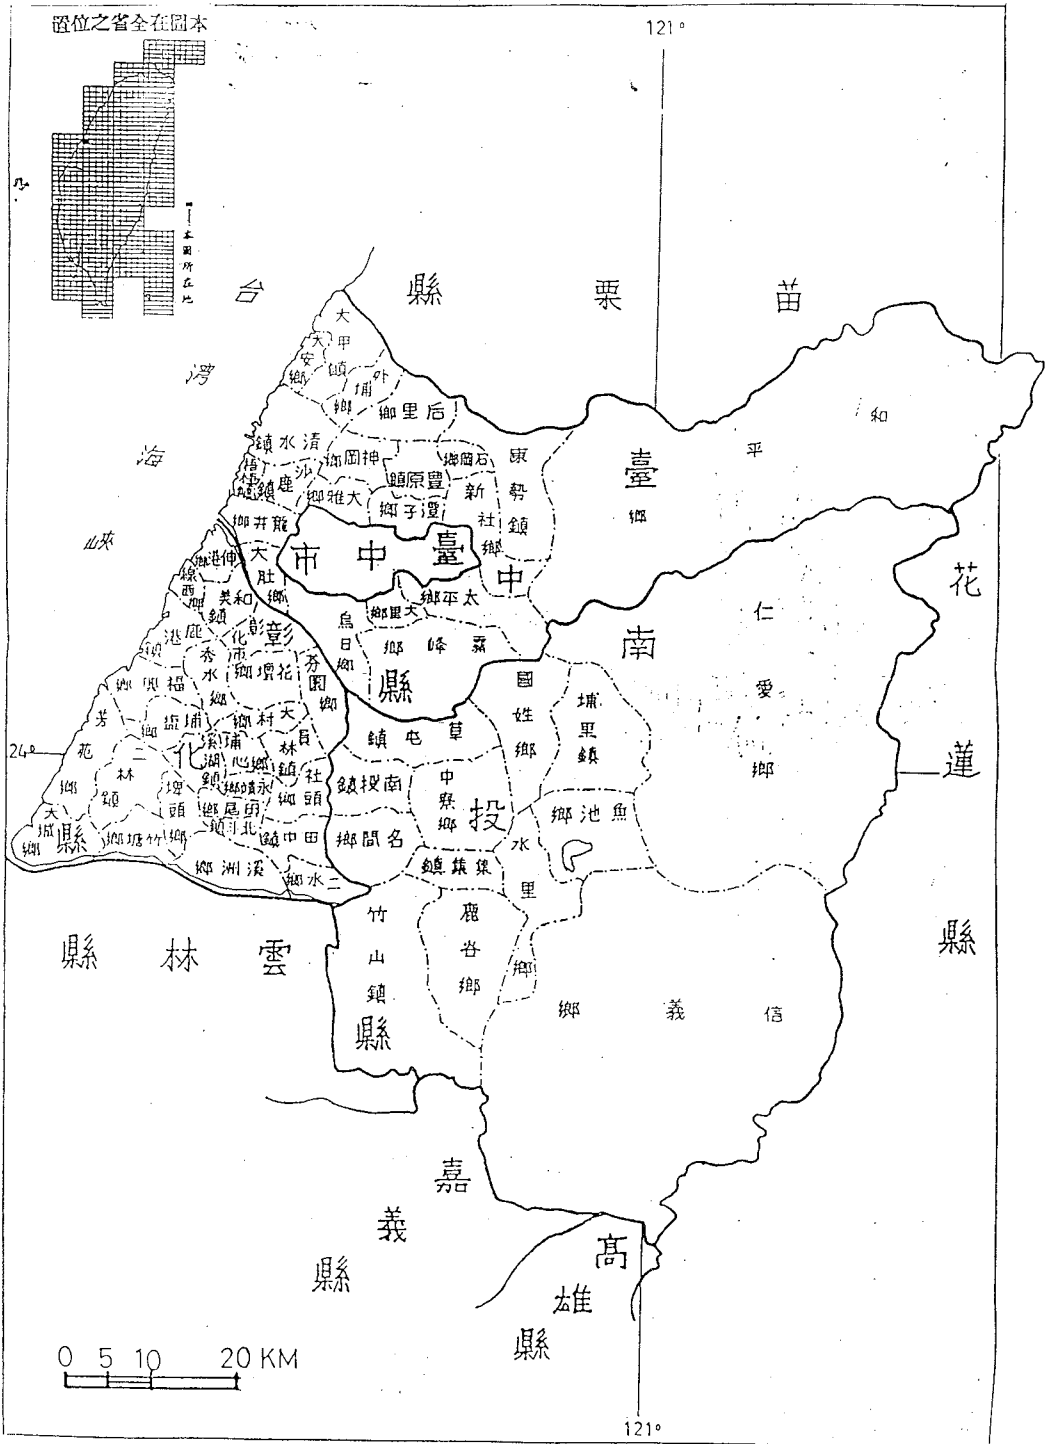 本圖在全省之位置
本圖所在地
121°
苗栗縣
台灣海峽
臺中縣
大甲鎮
大安鄉
外埔鄉
后里鄉
清水鎮
神岡鄉
豐原鎮
石岡鄉
東勢鎮
和平鄉
梧棲鎮
沙鹿鎮
大雅鄉
潭子鄉
新社鄉
龍井鄉
臺中市
大肚鄉
烏日鄉
大里鄉
太平鄉
霧峰鄉
彰化縣
伸港鄉
線西鄉
和美鎮
鹿港鎮
彰化市
秀水鄉
花壇鄉
芬園鄉
福興鄉
芳苑鄉
埔鹽鄉
大村鄉
員林鎮
二林鎮
溪湖鎮
埔心鄉
永靖鄉
社頭鄉
大城鄉
竹塘鄉
埤頭鄉
田尾鄉
北斗鎮
田中鎮
溪洲鄉
二水鄉
24°
南投縣
仁愛鄉
國姓鄉
埔里鎮
草屯鎮
南投鎮
中寮鄉
魚池鄉
名間鄉
集集鎮
水里鄉
竹山鎮
鹿谷鄉
信義鄉
花蓮縣
雲林縣
嘉義縣
高雄縣
0 5 10 20 KM
121°